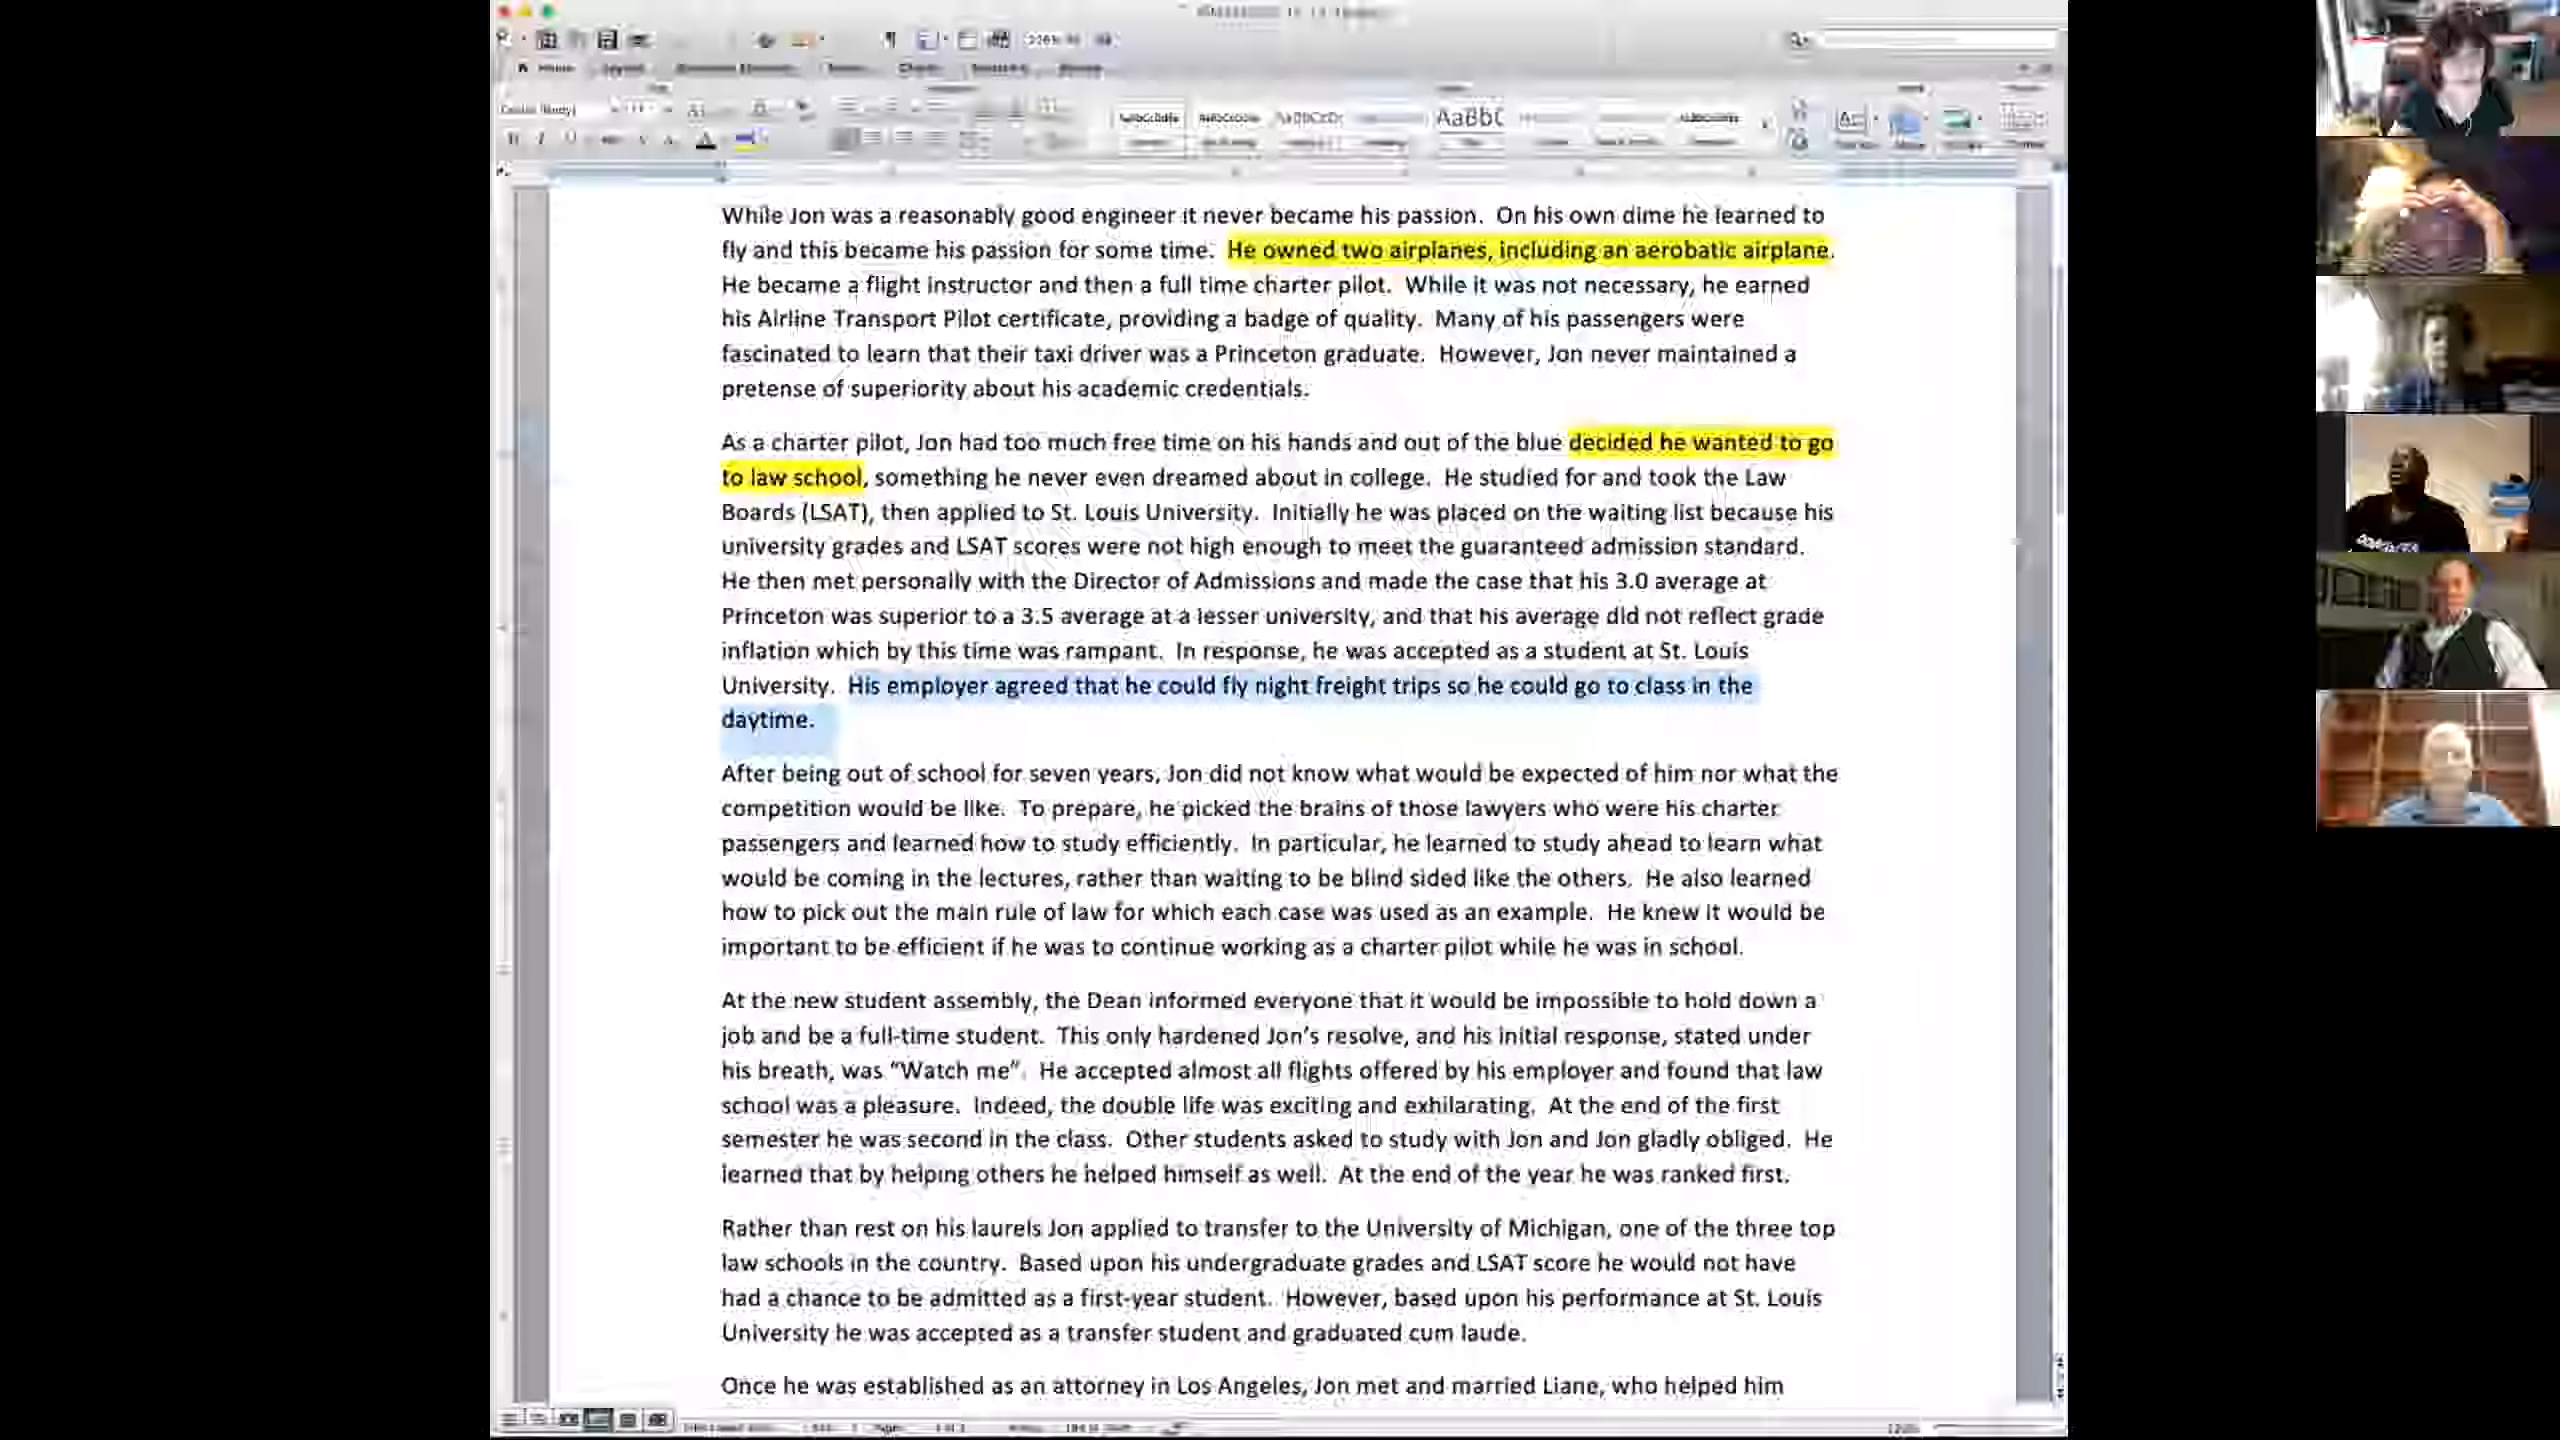 Home
AaBbC
While Jon was a reasonably good engineer it never became his passion.  On his own dime he learned to
fly and this became his passion for some time.  He owned two airplanes, including an aerobatic airplane.
He became a flight instructor and then a full time charter pilot.  While it was not necessary, he earned
his Airline Transport Pilot certificate, providing a badge of quality.  Many of his passengers were
fascinated to learn that their taxi driver was a Princeton graduate.  However, Jon never maintained a
pretense of superiority about his academic credentials.
As a charter pilot, Jon had too much free time on his hands and out of the blue decided he wanted to go
to law school, something he never even dreamed about in college.  He studied for and took the Law
Boards (LSAT), then applied to St. Louis University.  Initially he was placed on the waiting list because his
university grades and LSAT scores were not high enough to meet the guaranteed admission standard.
He then met personally with the Director of Admissions and made the case that his 3.0 average at
Princeton was superior to a 3.5 average at a lesser university, and that his average did not reflect grade
inflation which by this time was rampant.  In response, he was accepted as a student at St. Louis
University.  His employer agreed that he could fly night freight trips so he could go to class in the
daytime.
After being out of school for seven years, Jon did not know what would be expected of him nor what the
competition would be like.  To prepare, he picked the brains of those lawyers who were his charter
passengers and learned how to study efficiently.  In particular, he learned to study ahead to learn what
would be coming in the lectures, rather than waiting to be blind sided like the others.  He also learned
how to pick out the main rule of law for which each case was used as an example.  He knew it would be
important to be efficient if he was to continue working as a charter pilot while he was in school.
At the new student assembly, the Dean informed everyone that it would be impossible to hold down a
job and be a full-time student.  This only hardened Jon's resolve, and his initial response, stated under
his breath, was "Watch me".  He accepted almost all flights offered by his employer and found that law
school was a pleasure.  Indeed, the double life was exciting and exhilarating.  At the end of the first
semester he was second in the class.  Other students asked to study with Jon and Jon gladly obliged.  He
learned that by helping others he helped himself as well.  At the end of the year he was ranked first.
Rather than rest on his laurels Jon applied to transfer to the University of Michigan, one of the three top
law schools in the country.  Based upon his undergraduate grades and LSAT score he would not have
had a chance to be admitted as a first-year student.  However, based upon his performance at St. Louis
University he was accepted as a transfer student and graduated cum laude.
Once he was established as an attorney in Los Angeles, Jon met and married Liane, who helped him